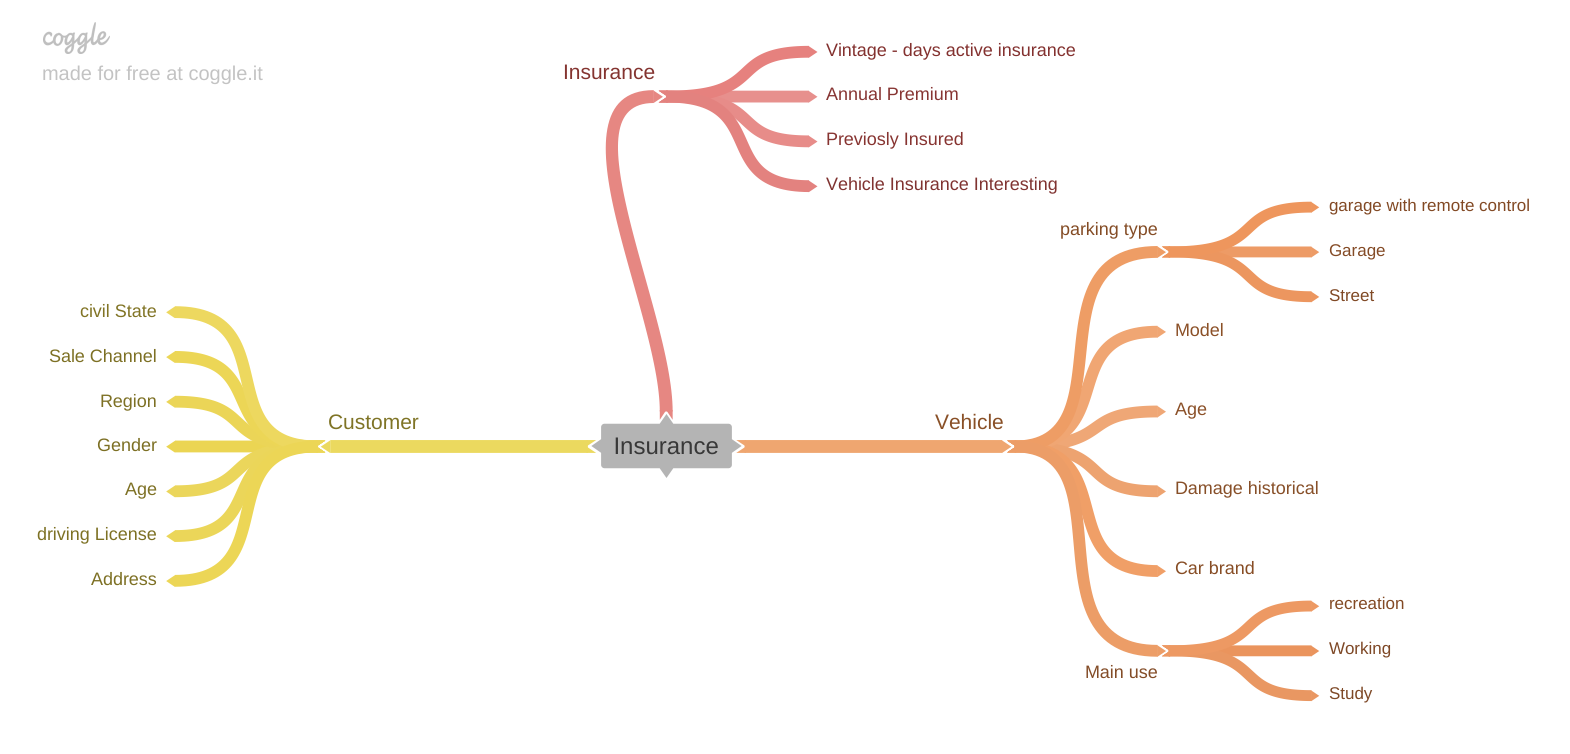 coggle
made for free at coggle.it
Insurance
Vintage - days active insurance
Annual Premium
Previosly Insured
Vehicle Insurance Interesting
Insurance
Customer
civil State
Sale Channel
Region
Gender
Age
driving License
Address
Vehicle
parking type
garage with remote control
Garage
Street
Model
Age
Damage historical
Car brand
Main use
recreation
Working
Study